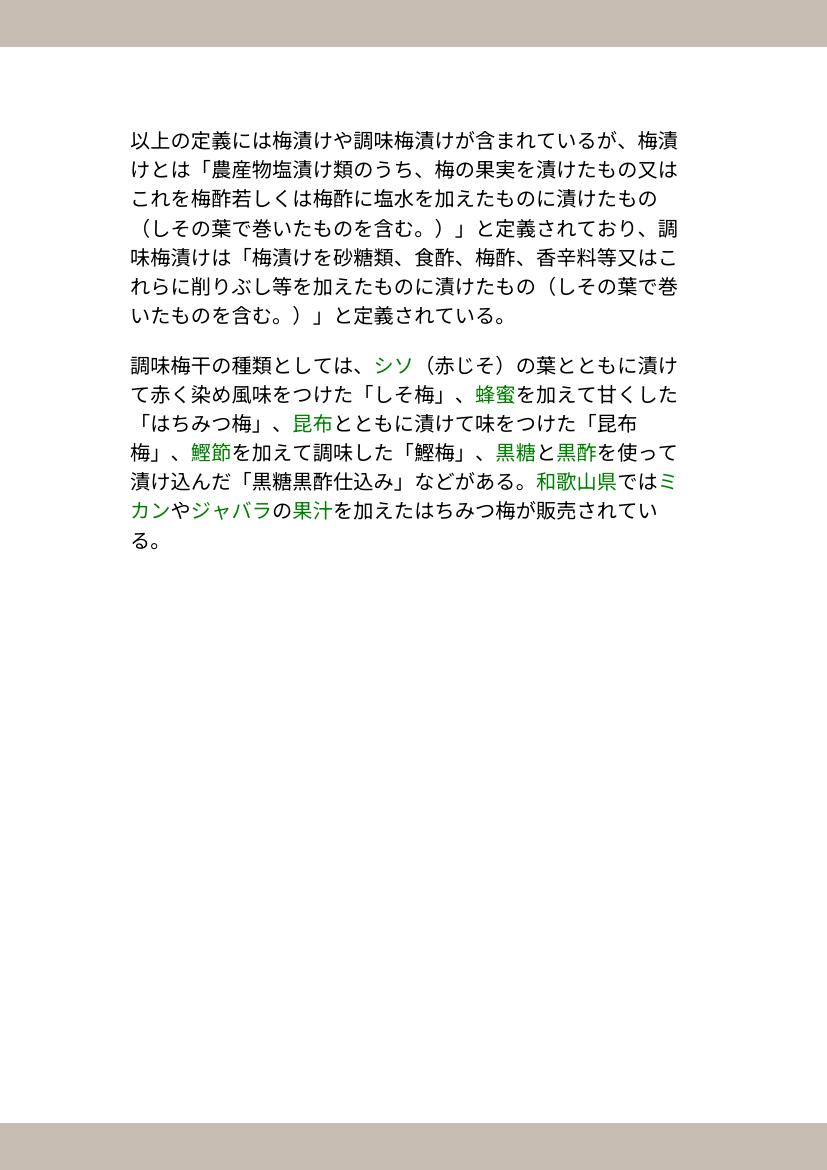 以上の定義には梅漬けや調味梅漬けが含まれているが、梅漬
けとは「農産物塩漬け類のうち、梅の果実を漬けたもの又は
これを梅酢若しくは梅酢に塩水を加えたものに漬けたもの
（しその葉で巻いたものを含む。）」と定義されており、調
味梅漬けは「梅漬けを砂糖類、食酢、梅酢、香辛料等又はこ
れらに削りぶし等を加えたものに漬けたもの（しその葉で巻
いたものを含む。）」と定義されている。
調味梅干の種類としては、シソ（赤じそ）の葉とともに漬け
て赤く染め風味をつけた「しそ梅」、蜂蜜を加えて甘くした
「はちみつ梅」、昆布とともに漬けて味をつけた「昆布
梅」、鰹節を加えて調味した「鰹梅」、黒糖と黒酢を使って
漬け込んだ「黒糖黒酢仕込み」などがある。和歌山県ではミ
カンやジャバラの果汁を加えたはちみつ梅が販売されてい
る。